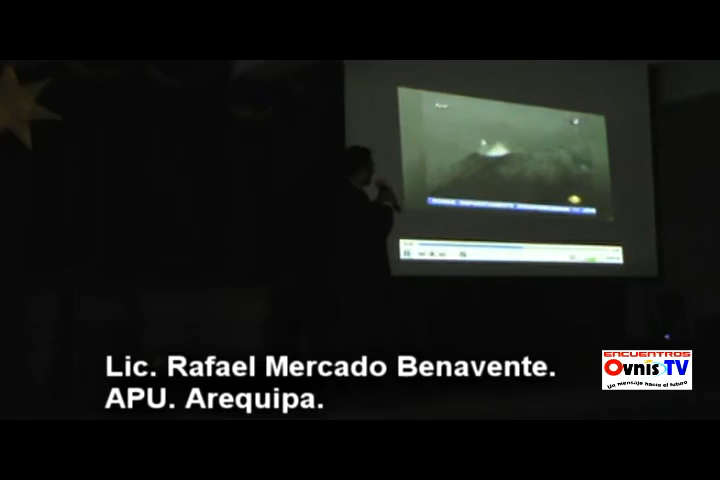 Lic. Rafael Mercado Benavente.
APU. Arequipa.
ENCUENTROS
OvnisTV
Un mensaje hacia el futuro